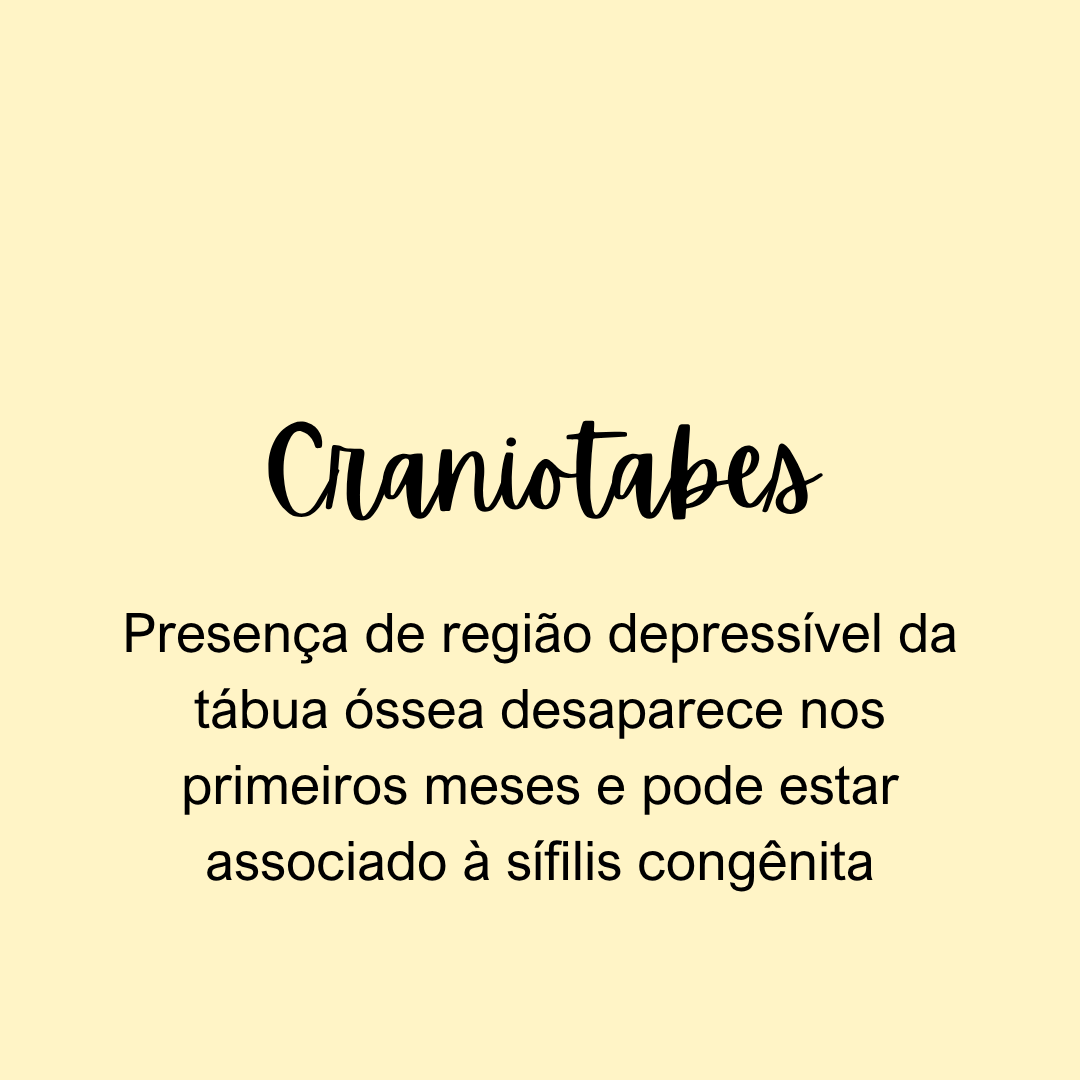 Craniotabes
Presença de região depressível da
tábua óssea desaparece nos
primeiros meses e pode estar
associado à sífilis congênita